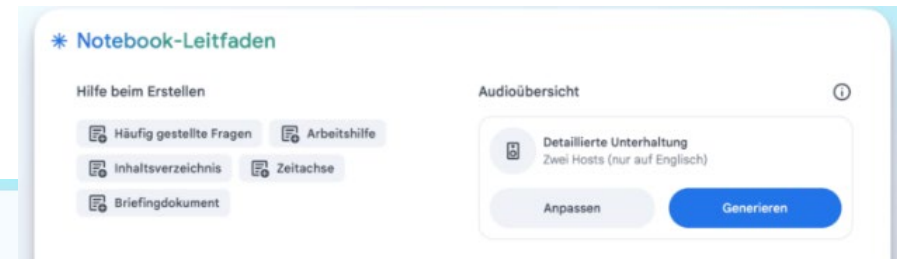 Notebook-Leitfaden
Hilfe beim Erstellen
Häufig gestellte Fragen
Arbeitshilfe
Inhaltsverzeichnis
Zeitachse
Briefingdokument
Audioübersicht
Detaillierte Unterhaltung
Zwei Hosts (nur auf Englisch)
Anpassen
Generieren